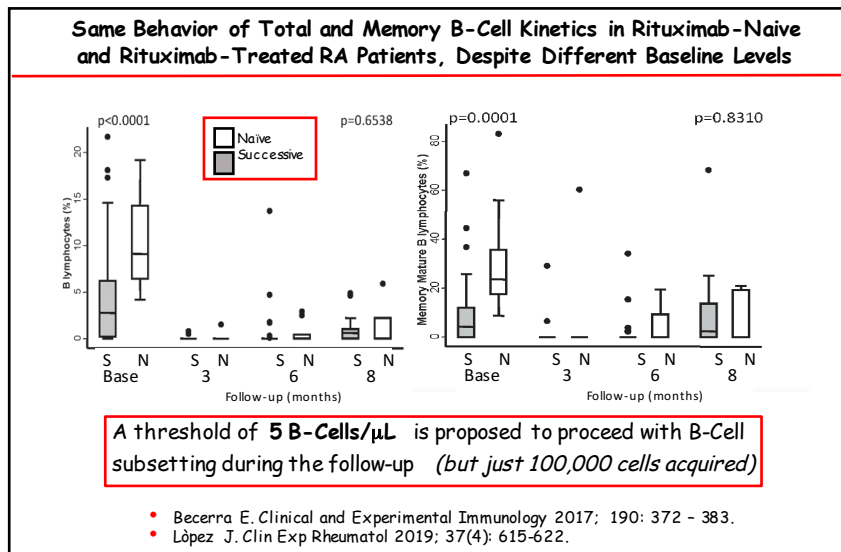 Same Behavior of Total and Memory B-Cell Kinetics in Rituximab-Naive
and Rituximab-Treated RA Patients, Despite Different Baseline Levels
p<0.0001
p=0.6538
Naïve
Successive
B lymphocytes (%)
20
15
10
5
0
S N S N S N S N
Base 3 6 8
Follow-up (months)
p=0.0001
p=0.8310
Memory Mature B lymphocytes (%)
80
60
40
20
0
S N S N S N S N
Base 3 6 8
Follow-up (months)
A threshold of 5 B-Cells/µL is proposed to proceed with B-Cell
subsetting during the follow-up (but just 100,000 cells acquired)
• Becerra E. Clinical and Experimental Immunology 2017; 190: 372 – 383.
• Lòpez J. Clin Exp Rheumatol 2019; 37(4): 615-622.